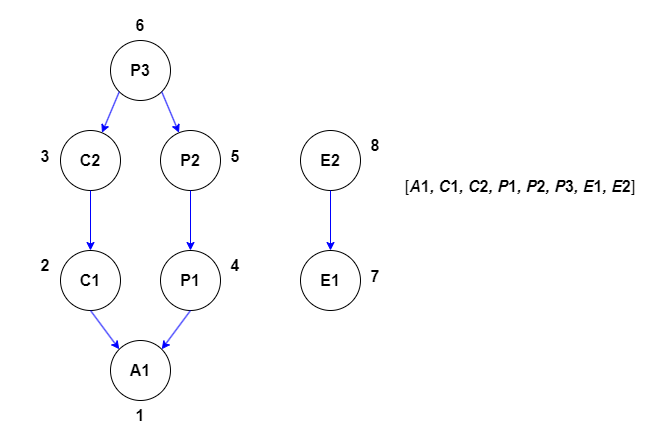 6
P3
3
C2
P2
5
E2
8
[A1, C1, C2, P1, P2, P3, E1, E2]
2
C1
P1
4
E1
7
A1
1